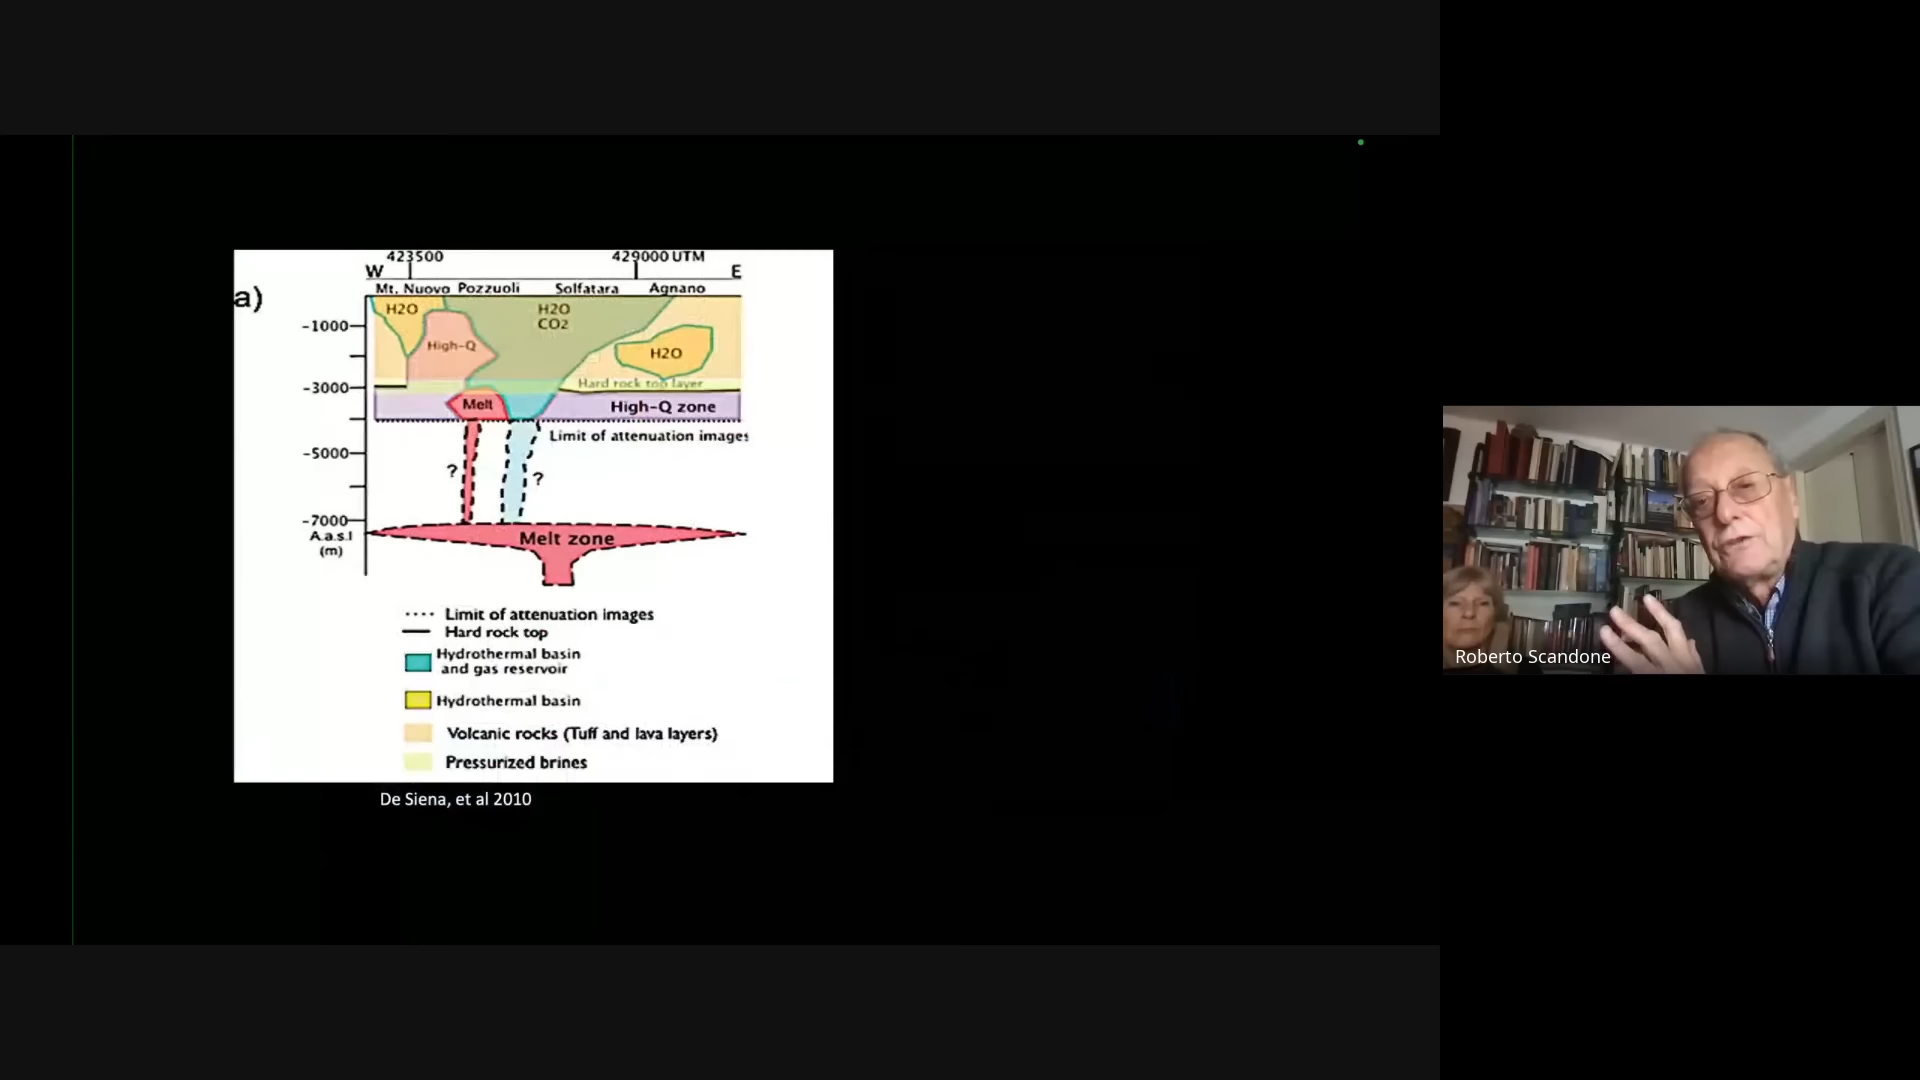 423500
429000 UTM
W
E
a)
Mt. Nuovo Pozzuoli Solfatara Agnano
H2O
H2O
CO2
-1000
High-Q
H2O
-3000
Hard rock top layer
Melt
High-Q zone
Limit of attenuation images
-5000
?
?
-7000
A.a.s.l
(m)
Melt zone
Limit of attenuation images
Hard rock top
Hydrothermal basin
and gas reservoir
Hydrothermal basin
Volcanic rocks (Tuff and lava layers)
Pressurized brines
De Siena, et al 2010
Roberto Scandone